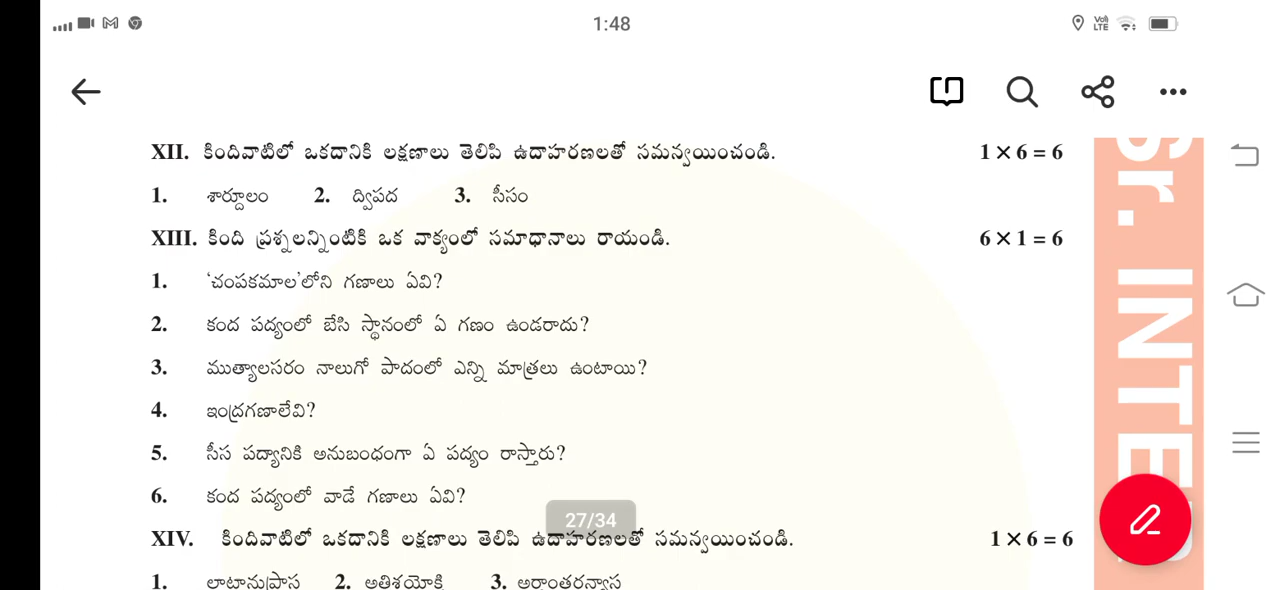 1:48
XII. కిందివాటిలో ఒకదానికి లక్షణాలు తెలిపి ఉదాహరణలతో సమన్వయించండి. 1 × 6 = 6
1. శార్దూలం 2. ద్విపద 3. సీసం
XIII. కింది ప్రశ్నలన్నింటికి ఒక వాక్యంలో సమాధానాలు రాయండి. 6 × 1 = 6
1. 'చంపకమాల'లోని గణాలు ఏవి?
2. కంద పద్యంలో బేసి స్థానంలో ఏ గణం ఉండరాదు?
3. ముత్యాలసరం నాలుగో పాదంలో ఎన్ని మాత్రలు ఉంటాయి?
4. ఇంద్రగణాలేవి?
5. సీస పద్యానికి అనుబంధంగా ఏ పద్యం రాస్తారు?
6. కంద పద్యంలో వాడే గణాలు ఏవి?
27/34
XIV. కిందివాటిలో ఒకదానికి లక్షణాలు తెలిపి ఉదాహరణలతో సమన్వయించండి. 1 × 6 = 6
1. లాటానుప్రాస 2. అతిశయోక్తి 3. అర్థాంతరన్యాస
Sr. INTE